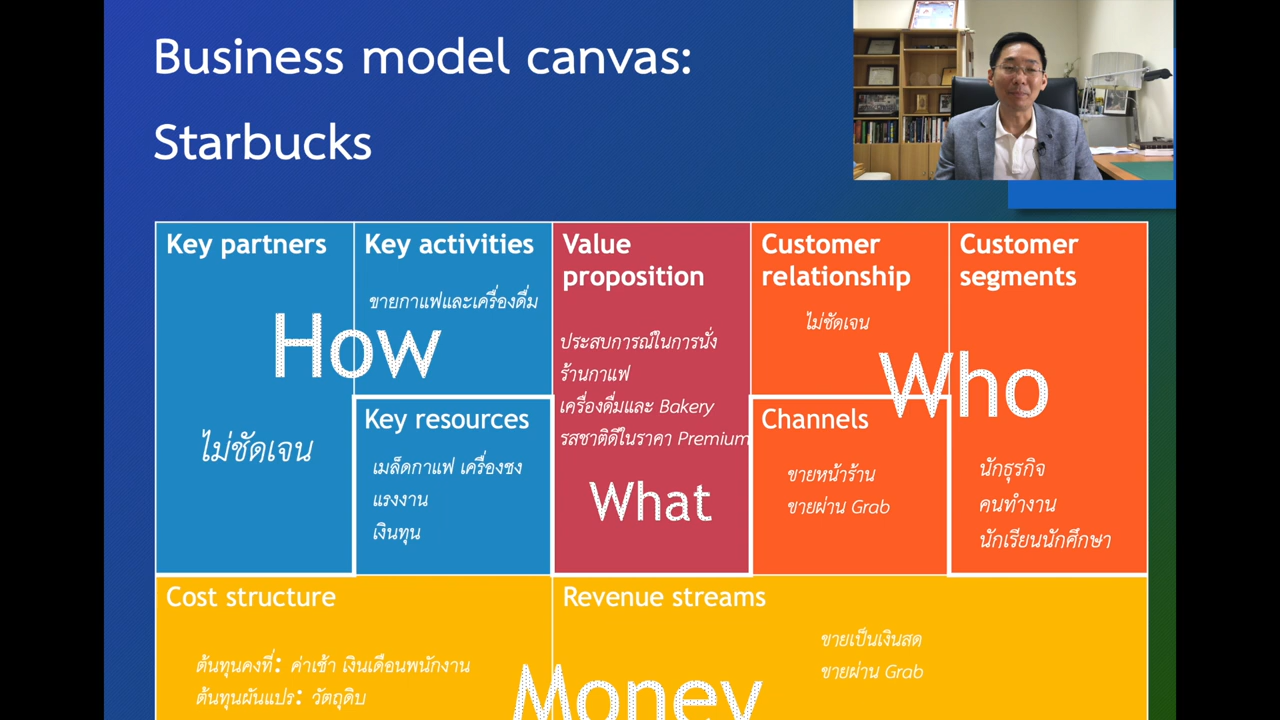 Business model canvas:
Starbucks
Key partners
ไม่ชัดเจน
How
Key activities
ขายกาแฟและเครื่องดื่ม
Key resources
เมล็ดกาแฟ เครื่องชง
แรงงาน
เงินทุน
Value
proposition
ประสบการณ์ในการนั่ง
ร้านกาแฟ
เครื่องดื่มและ Bakery
รสชาติดีในราคา Premium
What
Customer
relationship
ไม่ชัดเจน
Who
Channels
ขายหน้าร้าน
ขายผ่าน Grab
Customer
segments
นักธุรกิจ
คนทำงาน
นักเรียนนักศึกษา
Cost structure
ต้นทุนคงที่: ค่าเช้า เงินเดือนพนักงาน
ต้นทุนผันแปร: วัตถุดิบ
Money
Revenue streams
ขายเป็นเงินสด
ขายผ่าน Grab